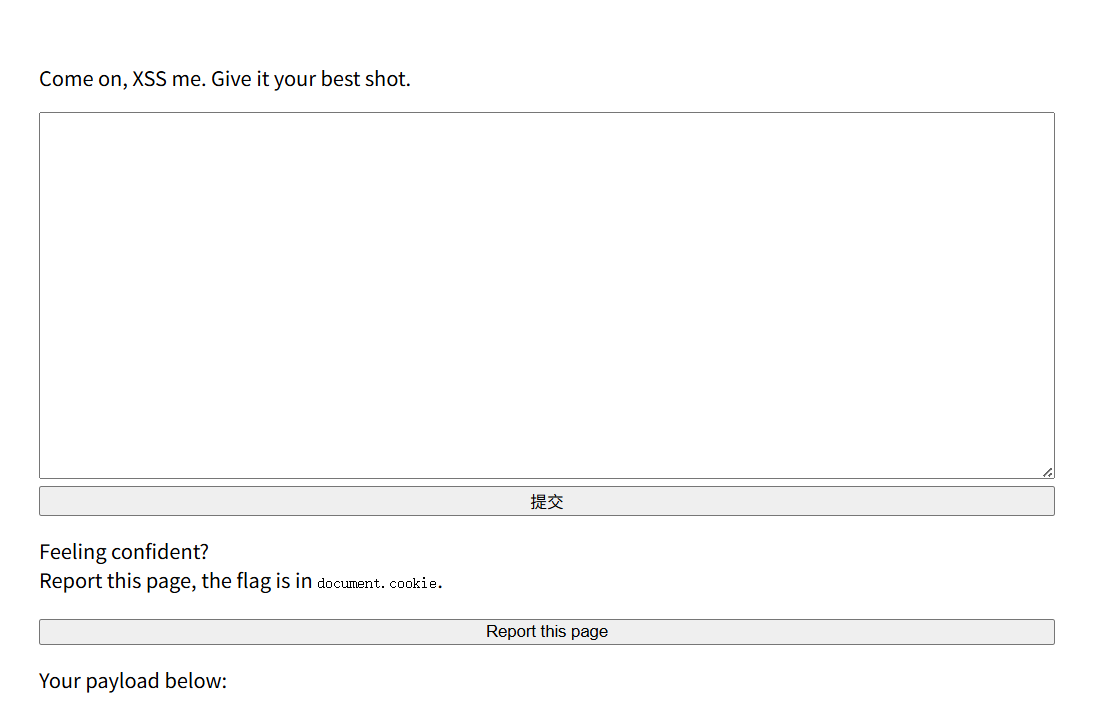 Come on, XSS me. Give it your best shot.
提交
Feeling confident?
Report this page, the flag is in document.cookie.
Report this page
Your payload below: